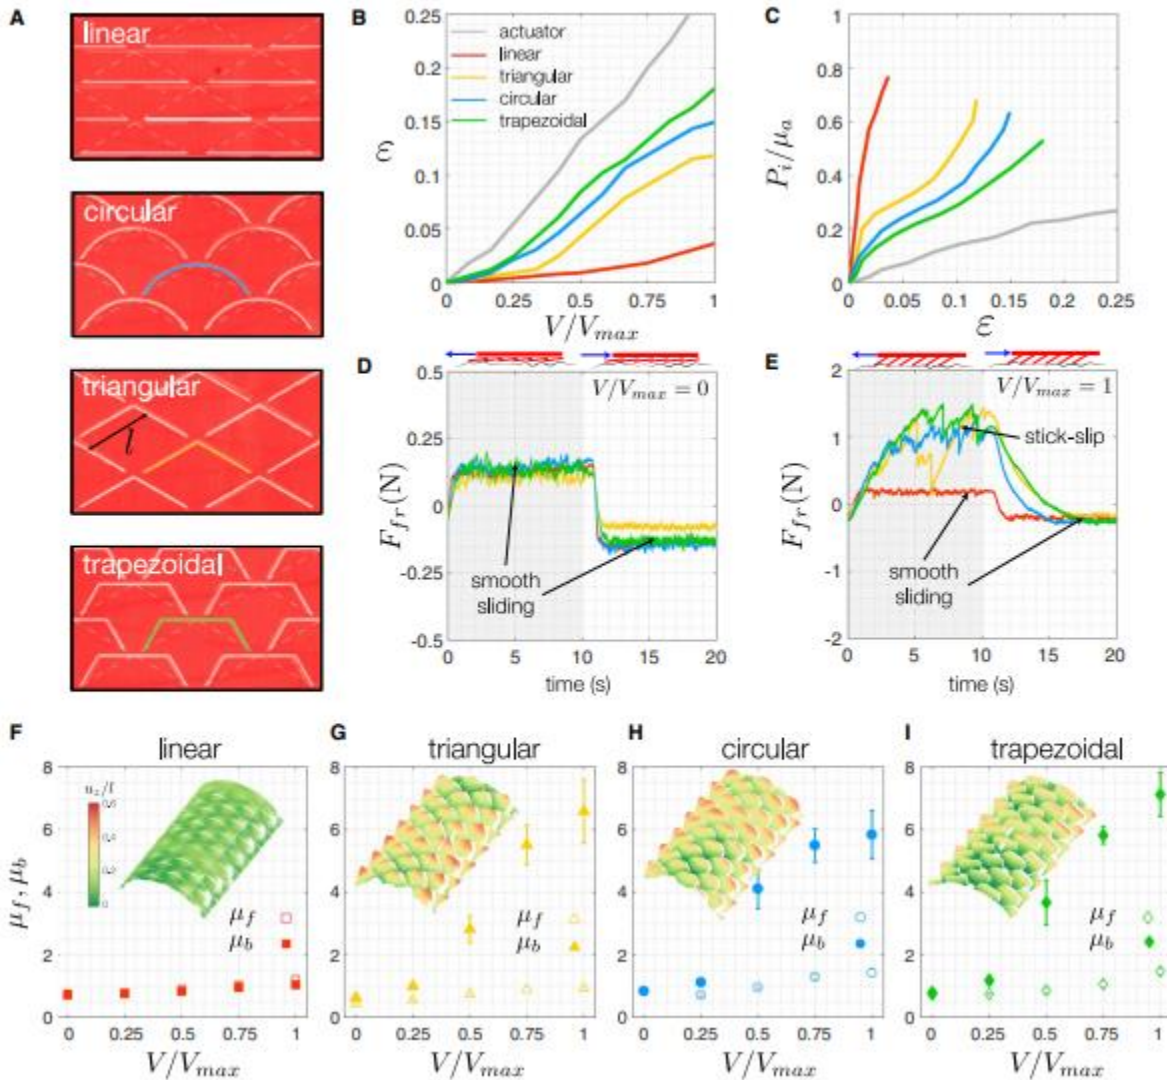 A
linear
circular
triangular
l
trapezoidal
B
0.25
0.2
0.15
0.1
0.05
0
ε
actuator
linear
triangular
circular
trapezoidal
0 0.25 0.5 0.75 1
V/V_max
C
1
0.8
0.6
0.4
0.2
0
P_i/μ_a
0 0.05 0.1 0.15 0.2 0.25
ε
D
V/V_max = 0
0.5
0.25
0
-0.25
-0.5
F_fr(N)
smooth
sliding
0 5 10 15 20
time (s)
E
V/V_max = 1
2
1
0
-1
-2
F_fr(N)
stick-slip
smooth
sliding
0 5 10 15 20
time (s)
F
linear
8
6
4
2
0
μ_f, μ_b
u_z/l
0.6
0.4
0.2
0
μ_f
μ_b
0 0.25 0.5 0.75 1
V/V_max
G
triangular
8
6
4
2
0
μ_f
μ_b
0 0.25 0.5 0.75 1
V/V_max
H
circular
8
6
4
2
0
μ_f
μ_b
0 0.25 0.5 0.75 1
V/V_max
I
trapezoidal
8
6
4
2
0
μ_f
μ_b
0 0.25 0.5 0.75 1
V/V_max